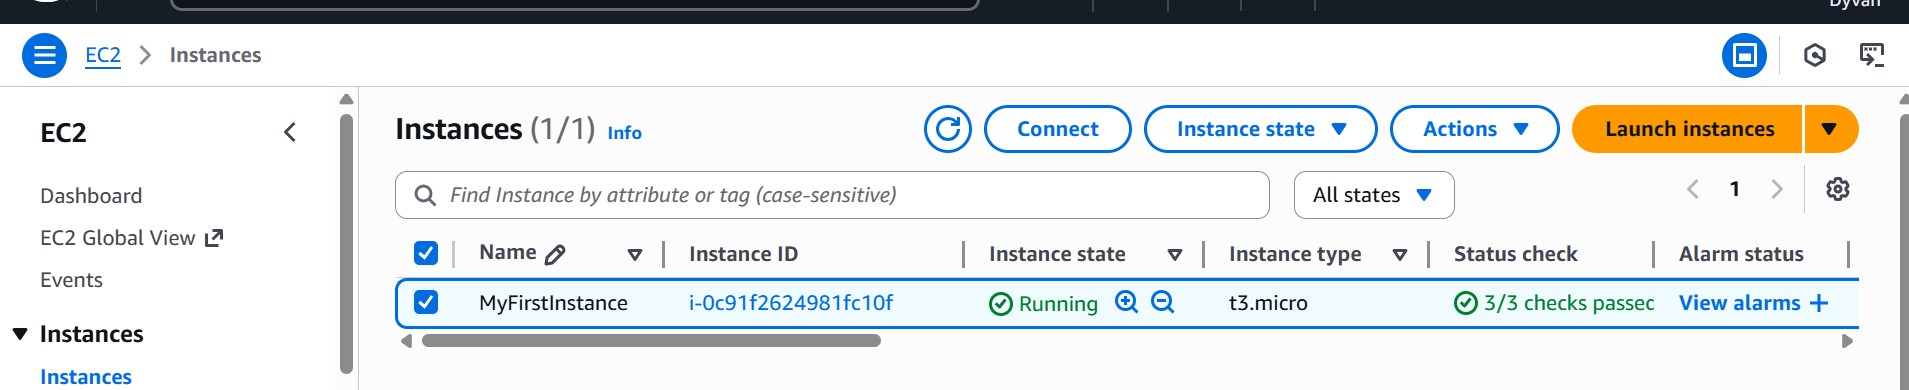 Dyvan
EC2 > Instances
EC2
Dashboard
EC2 Global View
Events
Instances
Instances
Instances (1/1) Info
Connect
Instance state
Actions
Launch instances
Find Instance by attribute or tag (case-sensitive)
All states
1
Name Instance ID Instance state Instance type Status check Alarm status
MyFirstInstance i-0c91f2624981fc10f Running t3.micro 3/3 checks passec View alarms +